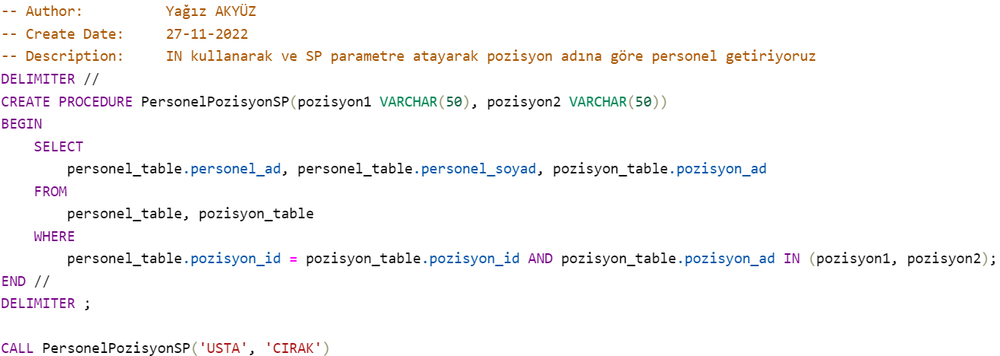 -- Author: Yağız AKYÜZ
-- Create Date: 27-11-2022
-- Description: IN kullanarak ve SP parametre atayarak pozisyon adına göre personel getiriyoruz
DELIMITER //
CREATE PROCEDURE PersonelPozisyonSP(pozisyon1 VARCHAR(50), pozisyon2 VARCHAR(50))
BEGIN
SELECT
personel_table.personel_ad, personel_table.personel_soyad, pozisyon_table.pozisyon_ad
FROM
personel_table, pozisyon_table
WHERE
personel_table.pozisyon_id = pozisyon_table.pozisyon_id AND pozisyon_table.pozisyon_ad IN (pozisyon1, pozisyon2);
END //
DELIMITER ;
CALL PersonelPozisyonSP('USTA', 'CIRAK')